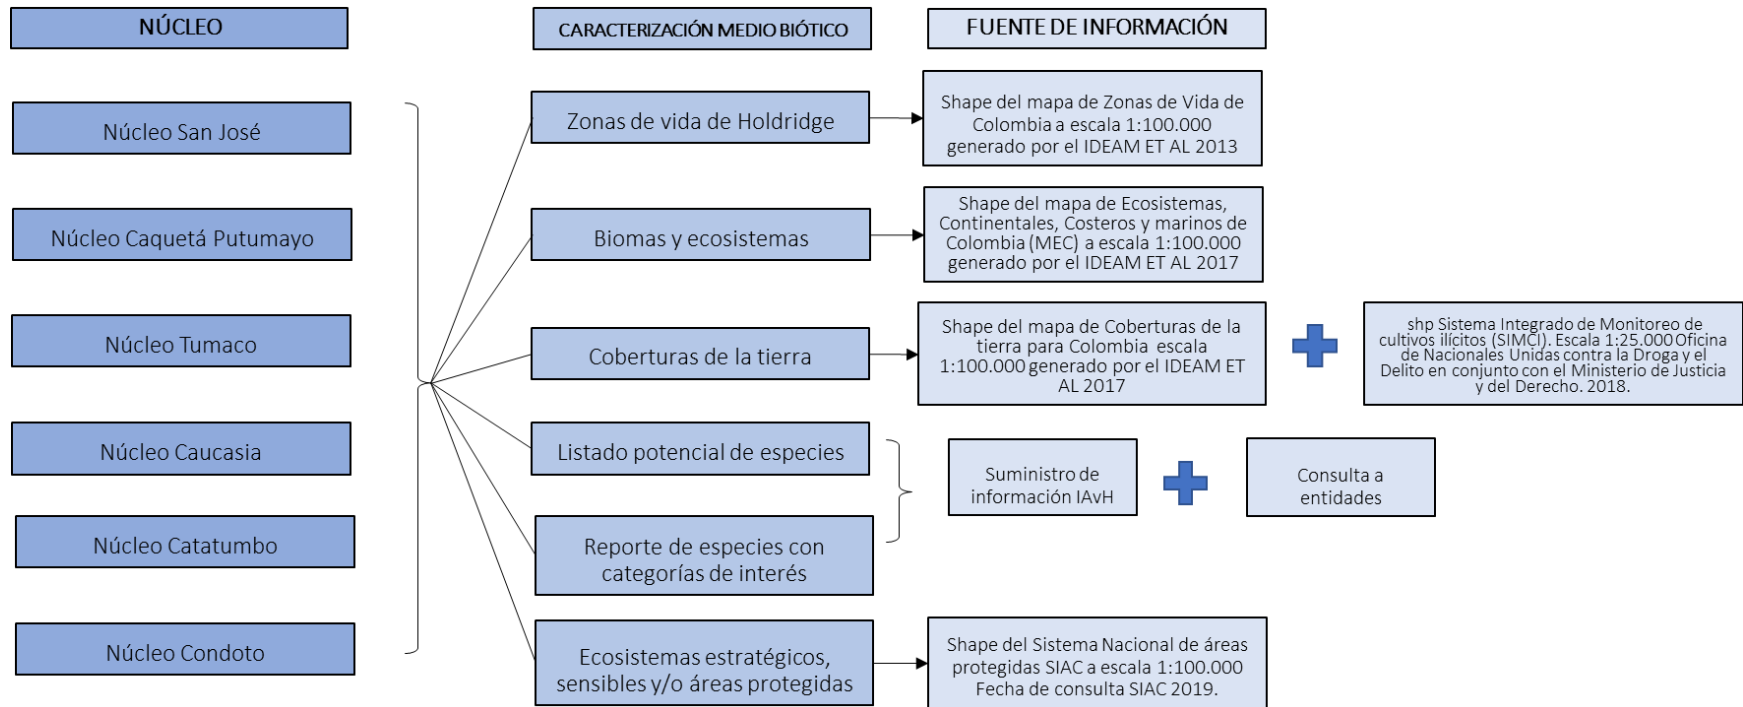 NÚCLEO
CARACTERIZACIÓN MEDIO BIÓTICO
FUENTE DE INFORMACIÓN
Núcleo San José
Núcleo Caquetá Putumayo
Núcleo Tumaco
Núcleo Caucasia
Núcleo Catatumbo
Núcleo Condoto
Zonas de vida de Holdridge
Shape del mapa de Zonas de Vida de
Colombia a escala 1:100.000
generado por el IDEAM ET AL 2013
Biomas y ecosistemas
Shape del mapa de Ecosistemas,
Continentales, Costeros y marinos de
Colombia (MEC) a escala 1:100.000
generado por el IDEAM ET AL 2017
Coberturas de la tierra
Shape del mapa de Coberturas de la
tierra para Colombia escala
1:100.000 generado por el IDEAM ET
AL 2017
shp Sistema Integrado de Monitoreo de
cultivos ilícitos (SIMCI). Escala 1:25.000 Oficina
de Nacionales Unidas contra la Droga y el
Delito en conjunto con el Ministerio de Justicia
y del Derecho. 2018.
Listado potencial de especies
Reporte de especies con
categorías de interés
Suministro de
información IAvH
Consulta a
entidades
Ecosistemas estratégicos,
sensibles y/o áreas protegidas
Shape del Sistema Nacional de áreas
protegidas SIAC a escala 1:100.000
Fecha de consulta SIAC 2019.